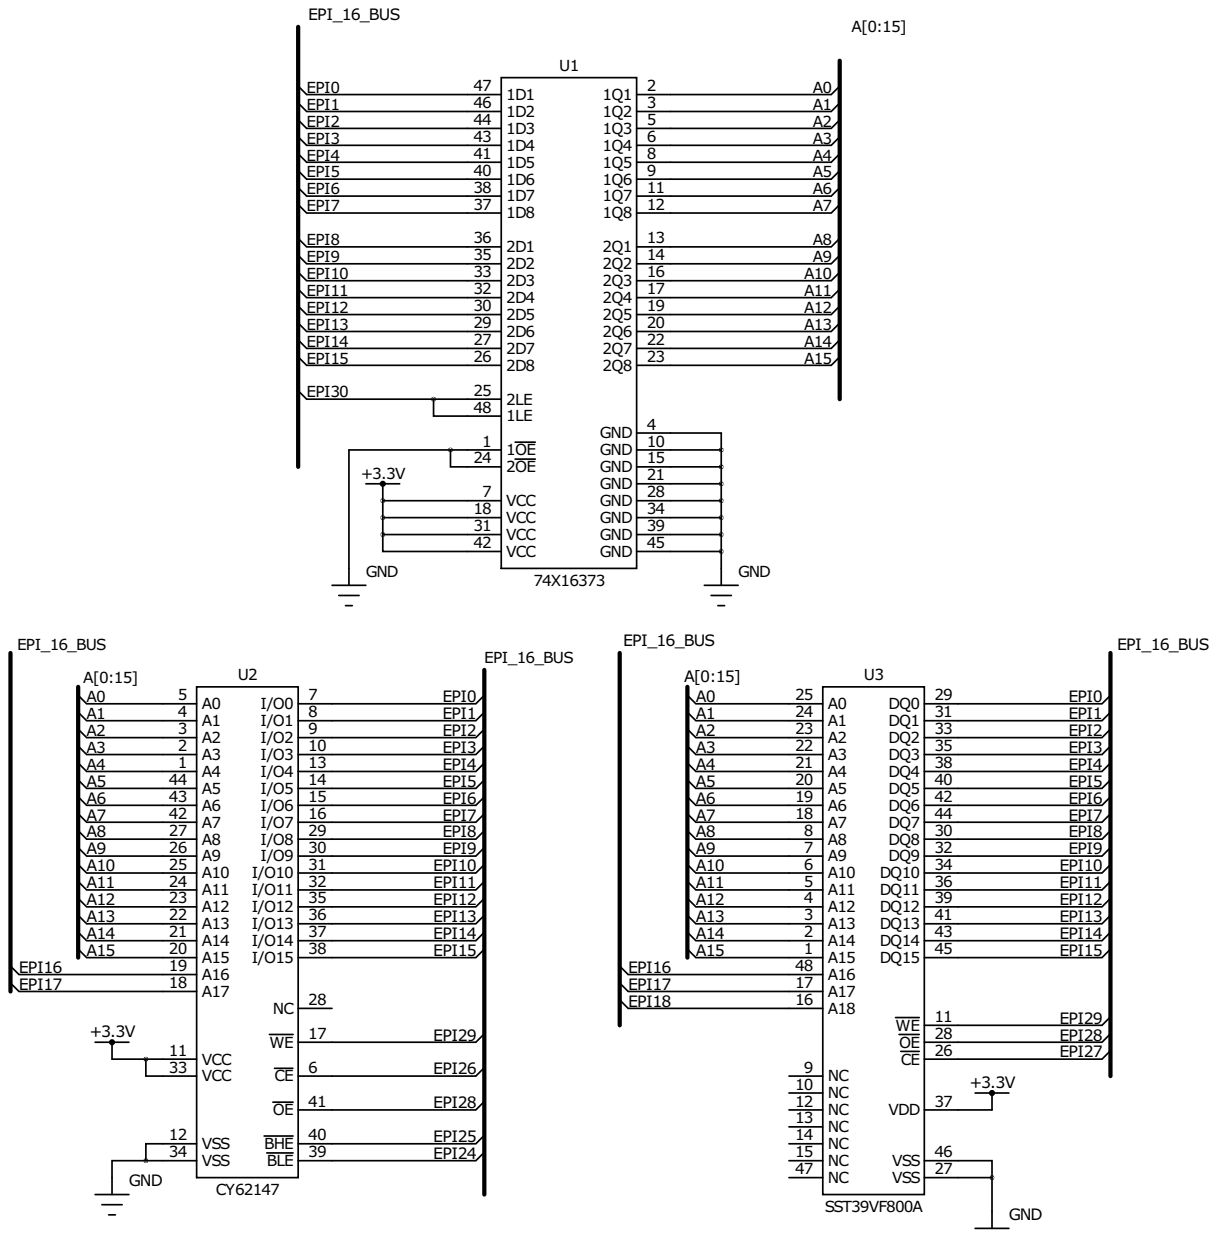 EPI_16_BUS
A[0:15]
U1
EPI0 47 1D1 1Q1 2 A0
EPI1 46 1D2 1Q2 3 A1
EPI2 44 1D3 1Q3 5 A2
EPI3 43 1D4 1Q4 6 A3
EPI4 41 1D5 1Q5 8 A4
EPI5 40 1D6 1Q6 9 A5
EPI6 38 1D7 1Q7 11 A6
EPI7 37 1D8 1Q8 12 A7
EPI8 36 2D1 2Q1 13 A8
EPI9 35 2D2 2Q2 14 A9
EPI10 33 2D3 2Q3 16 A10
EPI11 32 2D4 2Q4 17 A11
EPI12 30 2D5 2Q5 19 A12
EPI13 29 2D6 2Q6 20 A13
EPI14 27 2D7 2Q7 22 A14
EPI15 26 2D8 2Q8 23 A15
EPI30 25 2LE
48 1LE
GND 4
1 1OE GND 10
24 2OE GND 15
+3.3V GND 21
7 VCC GND 28
18 VCC GND 34
31 VCC GND 39
42 VCC GND 45
GND 74X16373 GND
EPI_16_BUS
A[0:15]
U2
EPI_16_BUS
A0 5 A0 I/O0 7 EPI0
A1 4 A1 I/O1 8 EPI1
A2 3 A2 I/O2 9 EPI2
A3 2 A3 I/O3 10 EPI3
A4 1 A4 I/O4 13 EPI4
A5 44 A5 I/O5 14 EPI5
A6 43 A6 I/O6 15 EPI6
A7 42 A7 I/O7 16 EPI7
A8 27 A8 I/O8 29 EPI8
A9 26 A9 I/O9 30 EPI9
A10 25 A10 I/O10 31 EPI10
A11 24 A11 I/O11 32 EPI11
A12 23 A12 I/O12 35 EPI12
A13 22 A13 I/O13 36 EPI13
A14 21 A14 I/O14 37 EPI14
A15 20 A15 I/O15 38 EPI15
EPI16 19 A16
EPI17 18 A17
NC 28
+3.3V WE 17 EPI29
11 VCC
33 VCC CE 6 EPI26
OE 41 EPI28
12 VSS BHE 40 EPI25
34 VSS BLE 39 EPI24
GND
CY62147
EPI_16_BUS
A[0:15]
U3
EPI_16_BUS
A0 25 A0 DQ0 29 EPI0
A1 24 A1 DQ1 31 EPI1
A2 23 A2 DQ2 33 EPI2
A3 22 A3 DQ3 35 EPI3
A4 21 A4 DQ4 38 EPI4
A5 20 A5 DQ5 40 EPI5
A6 19 A6 DQ6 42 EPI6
A7 18 A7 DQ7 44 EPI7
A8 8 A8 DQ8 30 EPI8
A9 7 A9 DQ9 32 EPI9
A10 6 A10 DQ10 34 EPI10
A11 5 A11 DQ11 36 EPI11
A12 4 A12 DQ12 39 EPI12
A13 3 A13 DQ13 41 EPI13
A14 2 A14 DQ14 43 EPI14
A15 1 A15 DQ15 45 EPI15
EPI16 48 A16
EPI17 17 A17
EPI18 16 A18
WE 11 EPI29
OE 28 EPI28
CE 26 EPI27
9 NC
10 NC +3.3V
12 NC VDD 37
13 NC
14 NC
15 NC VSS 46
47 NC VSS 27
SST39VF800A GND